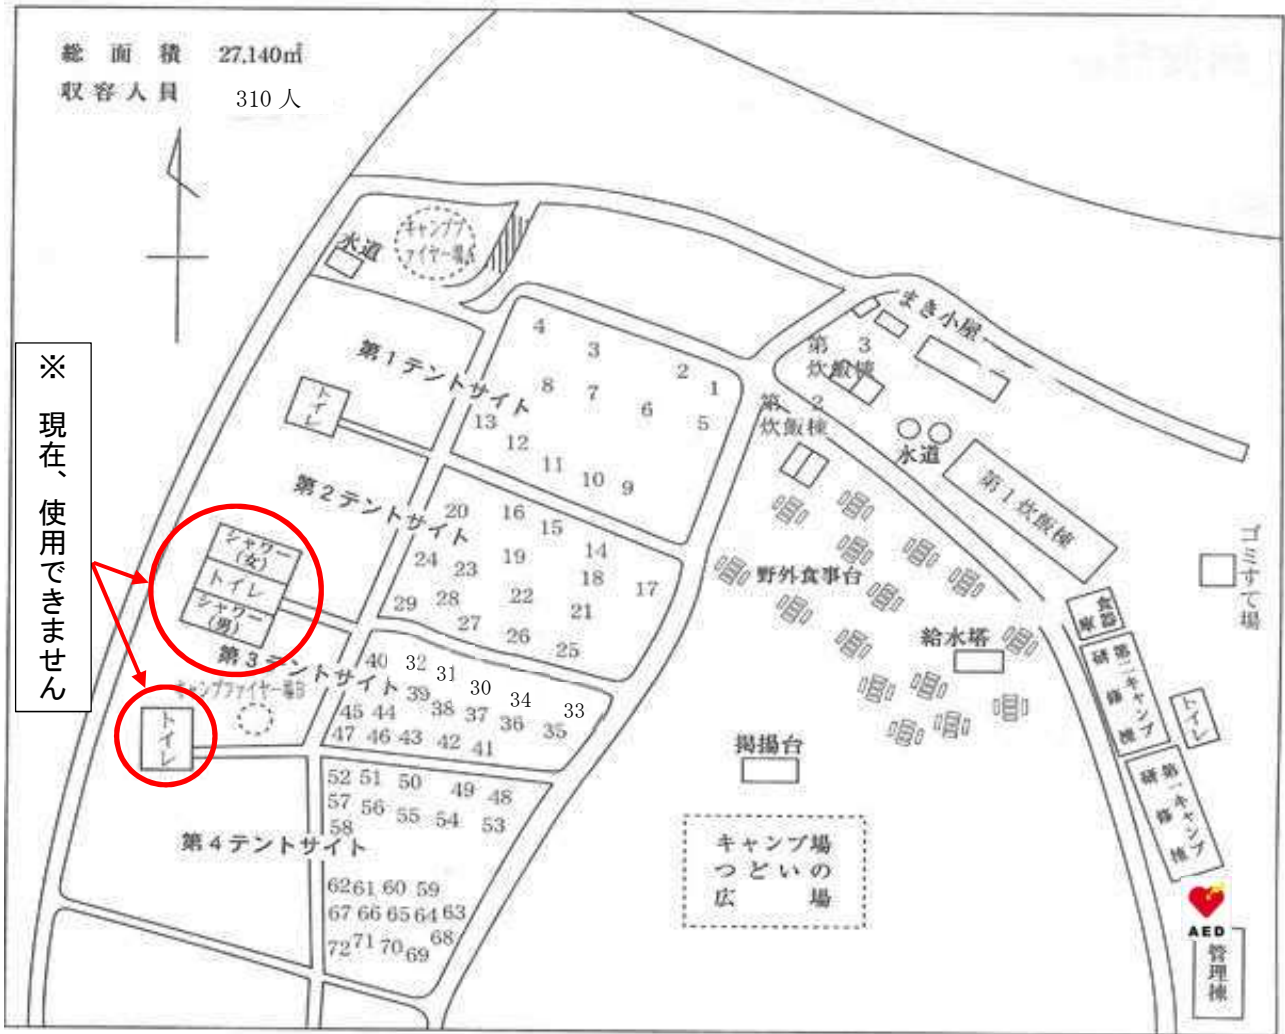 総面積 27,140㎡
収容人員 310人
水道
キャンプフ
ァイヤー場A
第1テントサイト
トイレ
4
3
2
1
8
7
6
5
13
12
11
10
9
まき小屋
第3
炊飯棟
第2
炊飯棟
水道
第1炊飯棟
ゴミすて場
※ 現在、使用できません
第2テントサイト
シャワー
(女)
トイレ
シャワー
(男)
20
16
15
14
24
23
19
18
17
29
28
22
21
27
26
25
野外食事台
給水塔
食器庫
第二キャンプ
研修棟
トイレ
第一キャンプ
研修棟
第3テントサイト
キャンプファイヤー場B
トイレ
40
32
31
30
34
33
39
38
37
36
35
45
44
47
46
43
42
41
掲揚台
52
51
50
49
48
57
56
55
54
53
58
第4テントサイト
62
61
60
59
67
66
65
64
63
72
71
70
69
68
キャンプ場
つどいの
広場
AED
管理棟